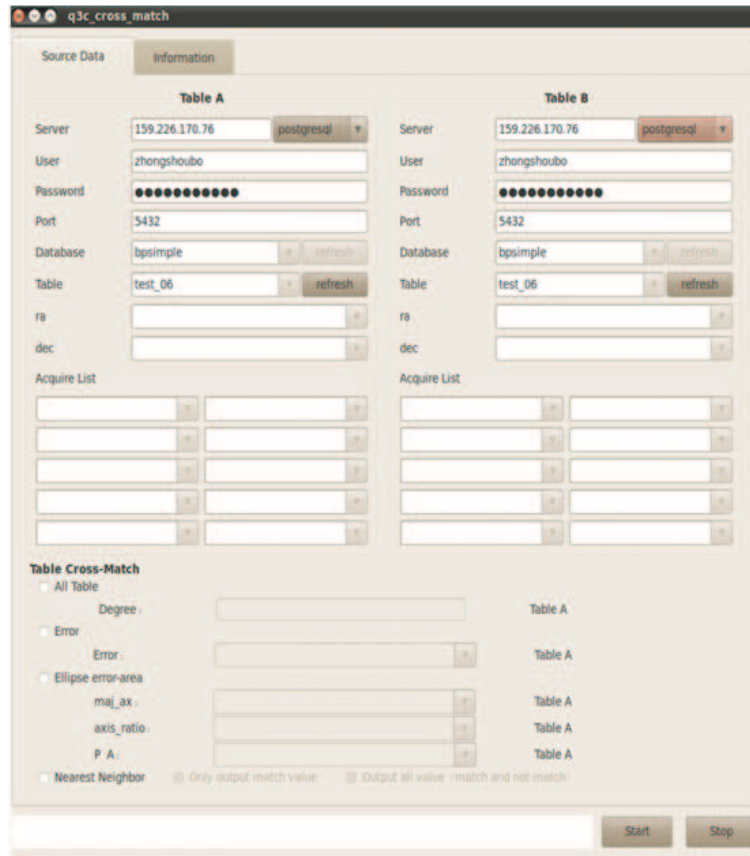 q3c_cross_match
Source Data Information
Table A Table B
Server 159.226.170.76 postgresql Server 159.226.170.76 postgresql
User zhongshoubo User zhongshoubo
Password ●●●●●●●●●●● Password ●●●●●●●●●●●
Port 5432 Port 5432
Database bpsimple refresh Database bpsimple refresh
Table test_06 refresh Table test_06 refresh
ra ra
dec dec
Acquire List Acquire List
Table Cross-Match
All Table
Degree: Table A
Error
Error: Table A
Ellipse error-area
maj_ax: Table A
axis_ratio: Table A
P A: Table A
Nearest Neighbor Only output match value Output all value (match and not match)
Start Stop